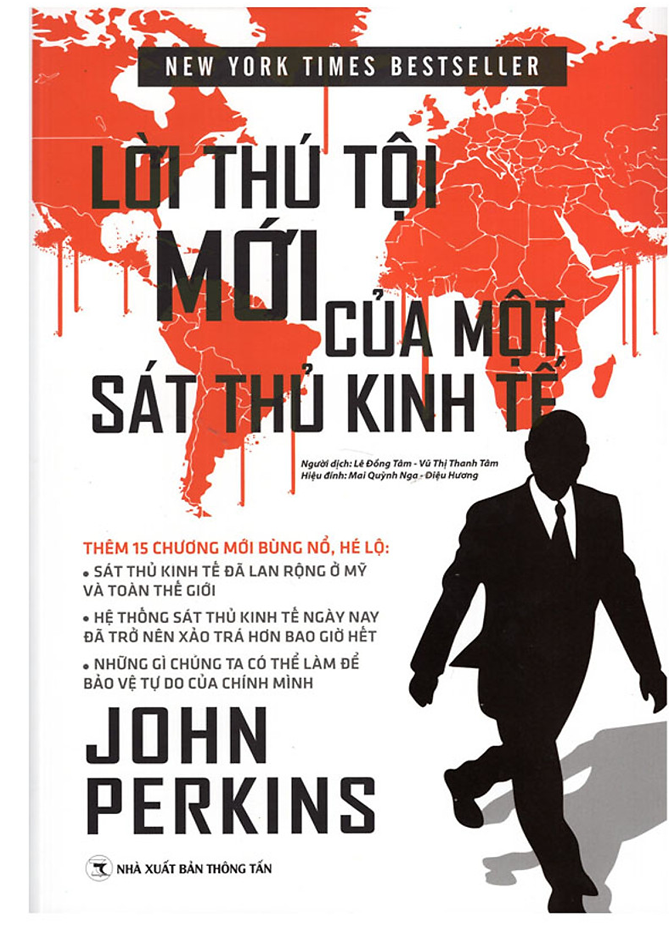 NEW YORK TIMES BESTSELLER
LỜI THÚ TỘI
MỚI
CỦA MỘT
SÁT THỦ KINH TẾ
Người dịch: Lê Đồng Tâm - Vũ Thị Thanh Tâm
Hiệu đính: Mai Quỳnh Nga - Diệu Hương
THÊM 15 CHƯƠNG MỚI BÙNG NỔ, HÉ LỘ:
• SÁT THỦ KINH TẾ ĐÃ LAN RỘNG Ở MỸ
VÀ TOÀN THẾ GIỚI
• HỆ THỐNG SÁT THỦ KINH TẾ NGÀY NAY
ĐÃ TRỞ NÊN XẢO TRÁ HƠN BAO GIỜ HẾT
• NHỮNG GÌ CHÚNG TA CÓ THỂ LÀM ĐỂ
BẢO VỆ TỰ DO CỦA CHÍNH MÌNH
JOHN
PERKINS
NHÀ XUẤT BẢN THÔNG TẤN